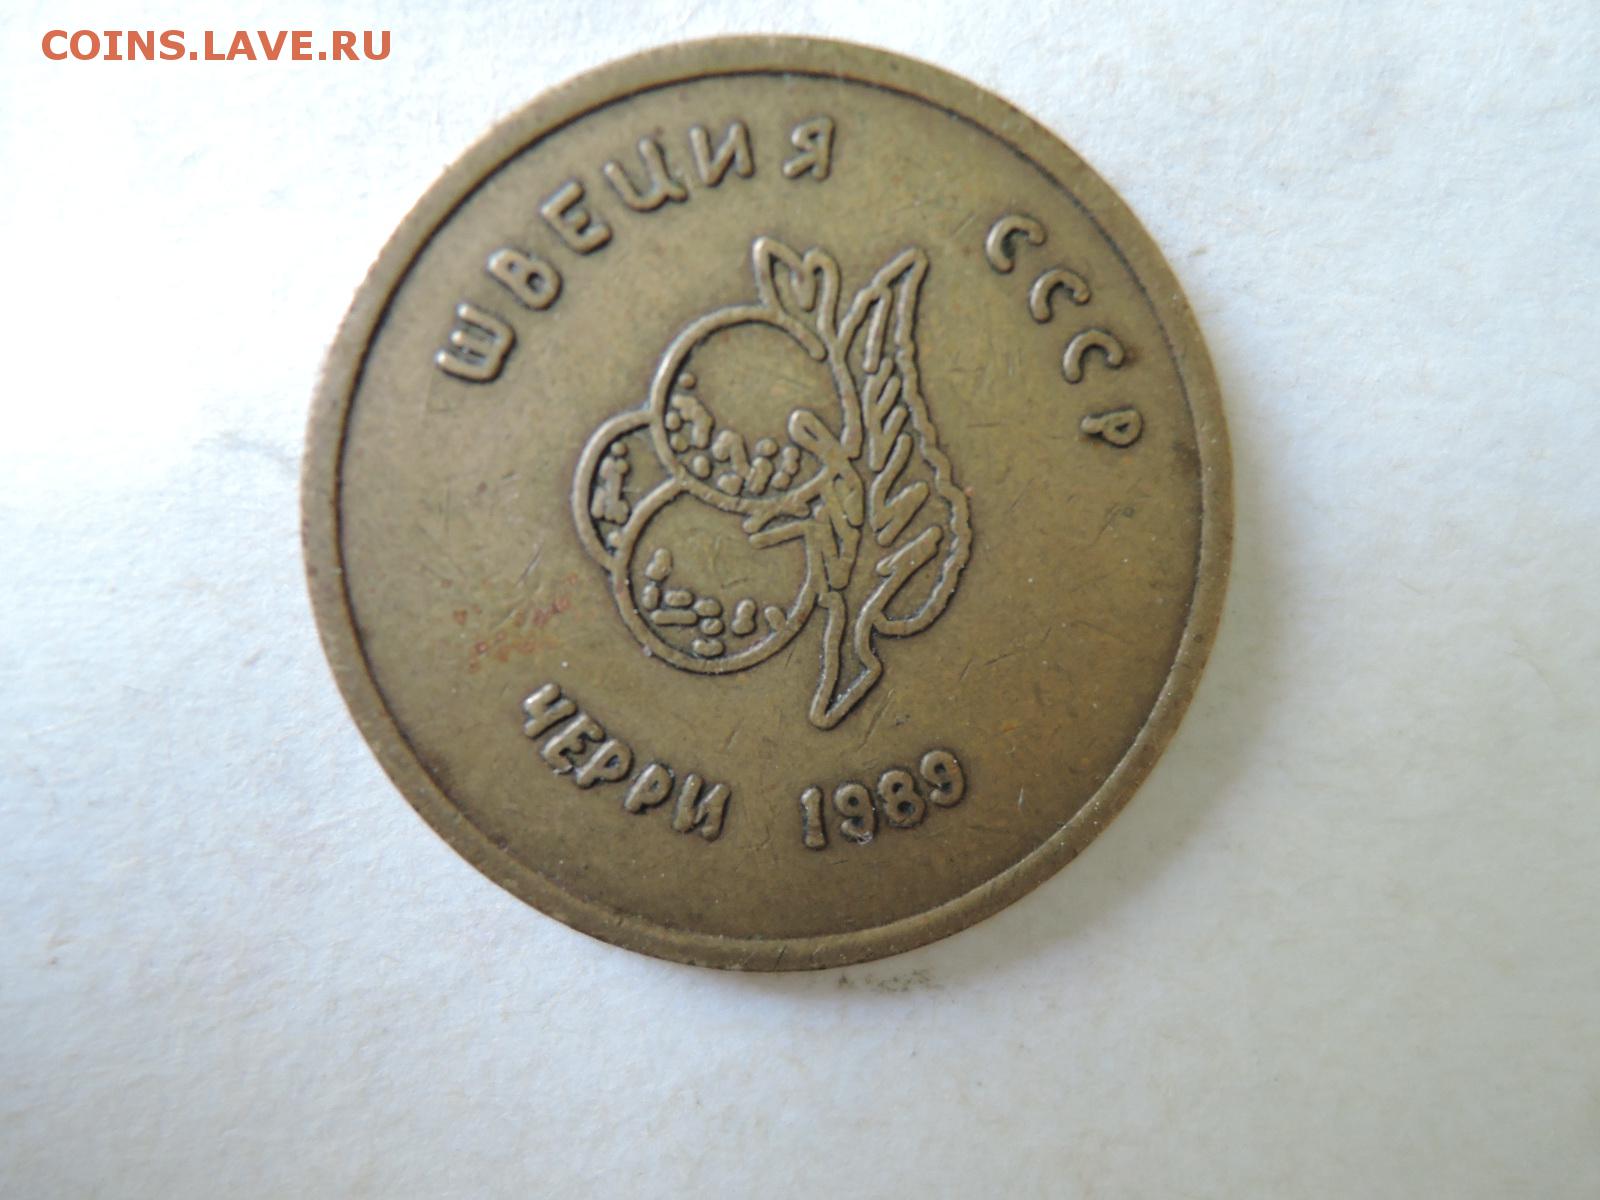 COINS.LAVE.RU
ШВЕЦИЯ СССР
ЧЕРРИ 1989